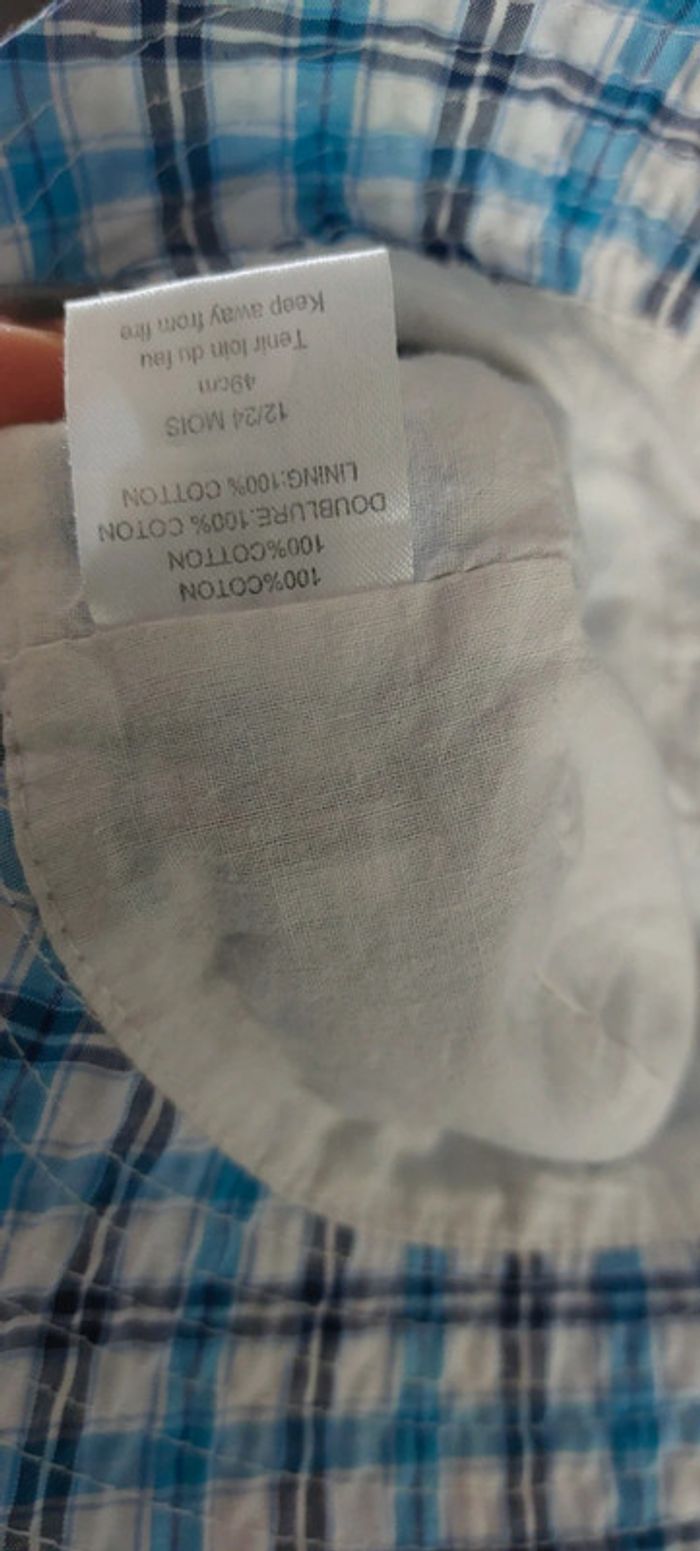 100%COTON
100%COTTON
DOUBLURE:100% COTON
LINING:100% COTTON
12/24 MOIS
49cm
Tenir loin du feu
Keep away from fire